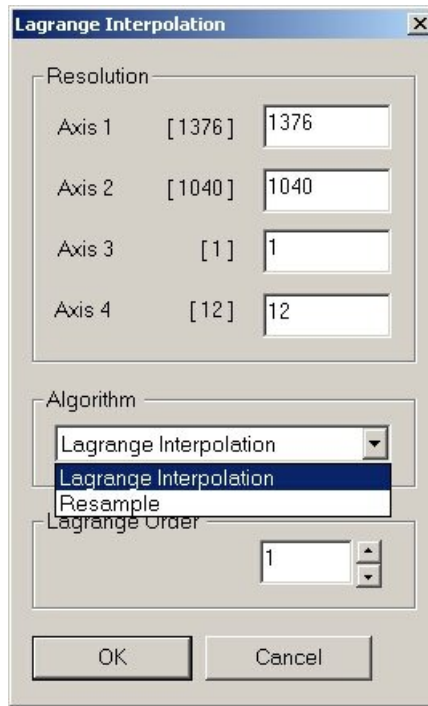 Lagrange Interpolation
Resolution
Axis 1 [1376] 1376
Axis 2 [1040] 1040
Axis 3 [1] 1
Axis 4 [12] 12
Algorithm
Lagrange Interpolation
Lagrange Interpolation
Resample
Lagrange Order
1
OK Cancel